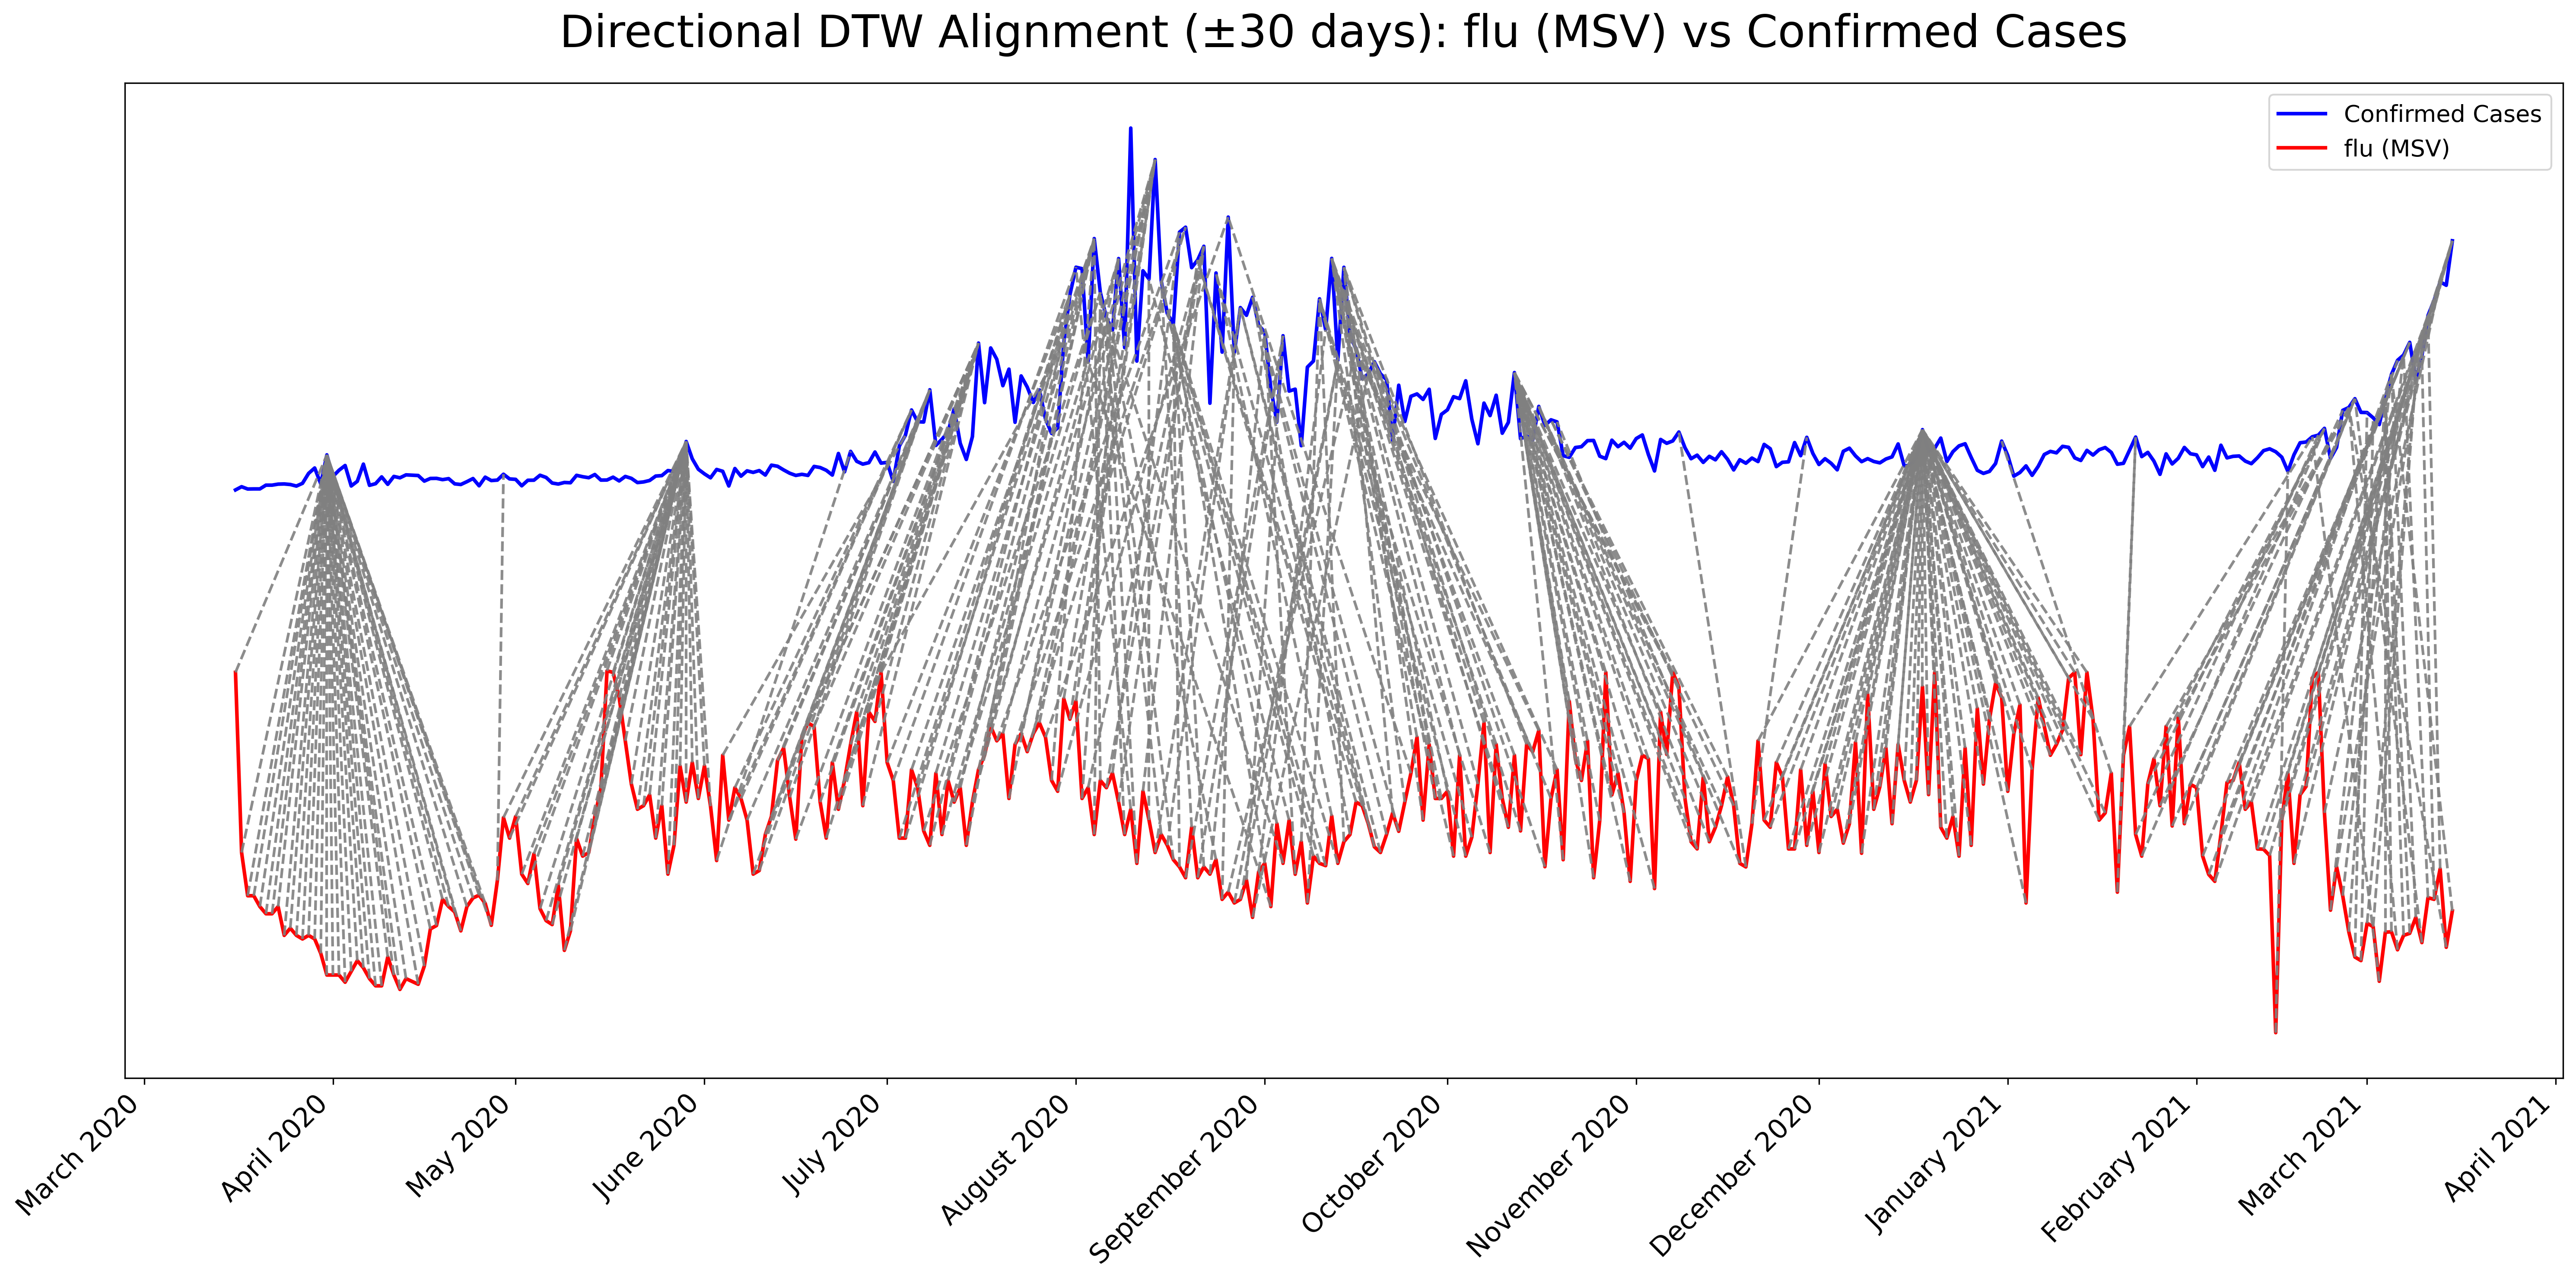 Directional DTW Alignment (±30 days): flu (MSV) vs Confirmed Cases
Confirmed Cases
flu (MSV)
March 2020
April 2020
May 2020
June 2020
July 2020
August 2020
September 2020
October 2020
November 2020
December 2020
January 2021
February 2021
March 2021
April 2021